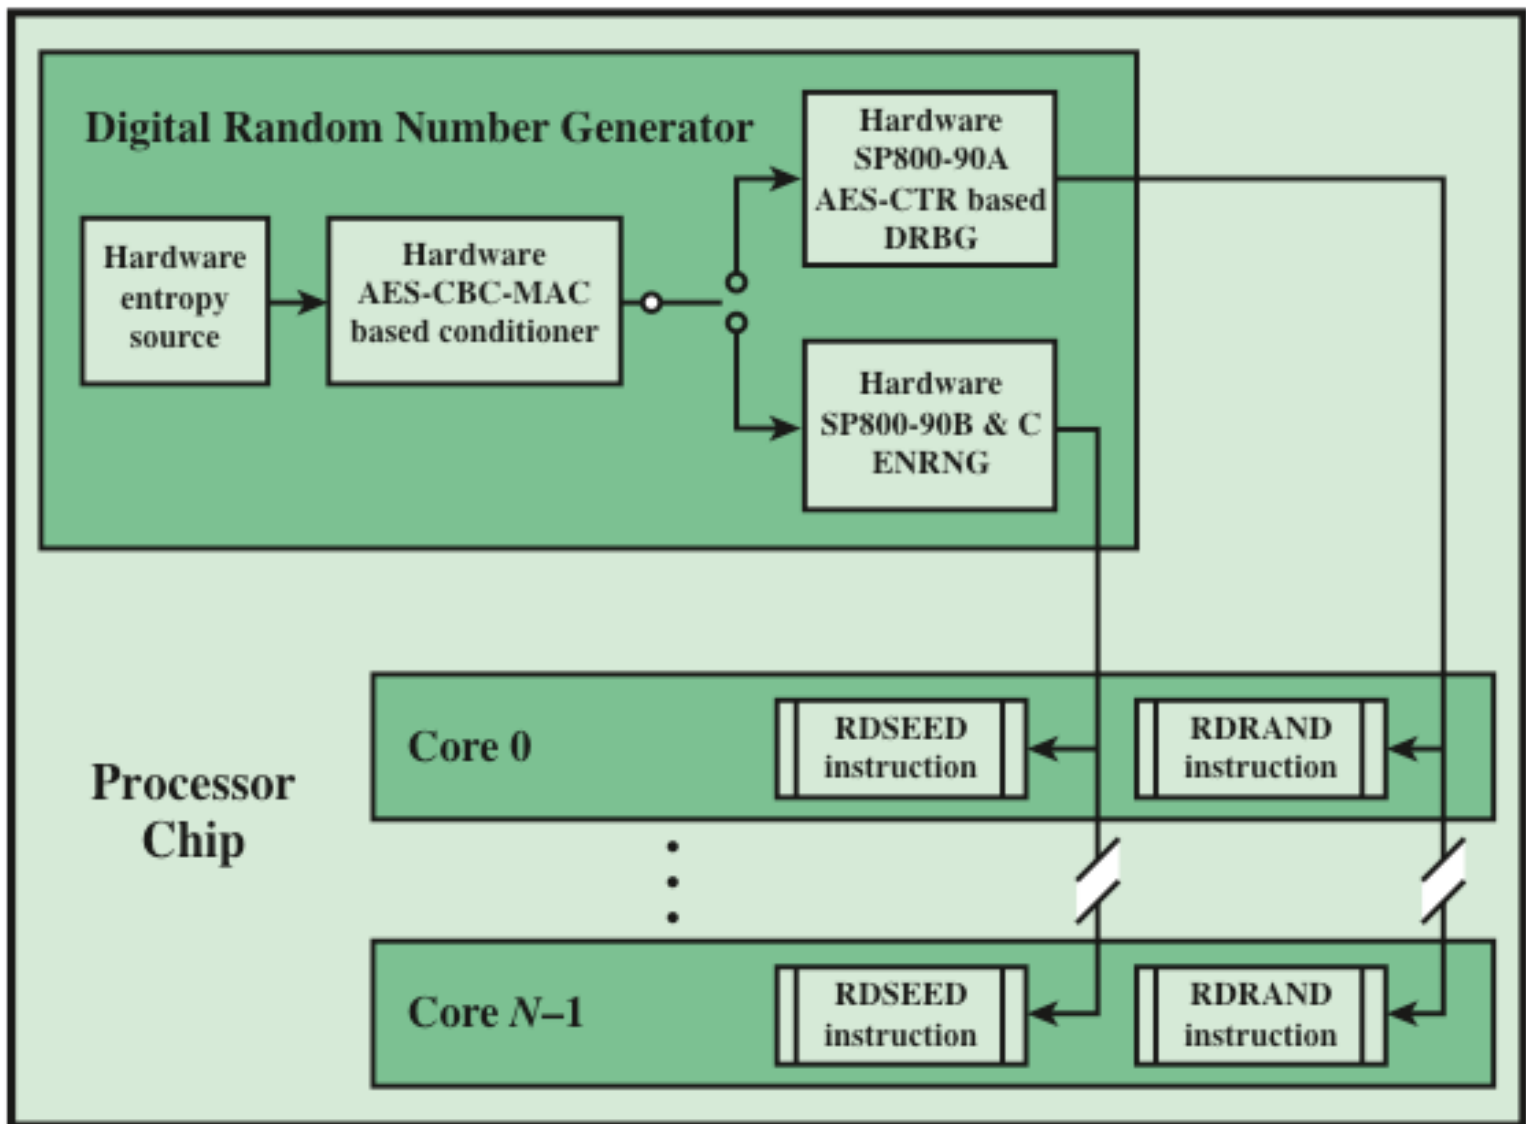 Digital Random Number Generator
Hardware
entropy
source
Hardware
AES-CBC-MAC
based conditioner
Hardware
SP800-90A
AES-CTR based
DRBG
Hardware
SP800-90B & C
ENRNG
Processor
Chip
Core 0
RDSEED
instruction
RDRAND
instruction
Core N–1
RDSEED
instruction
RDRAND
instruction